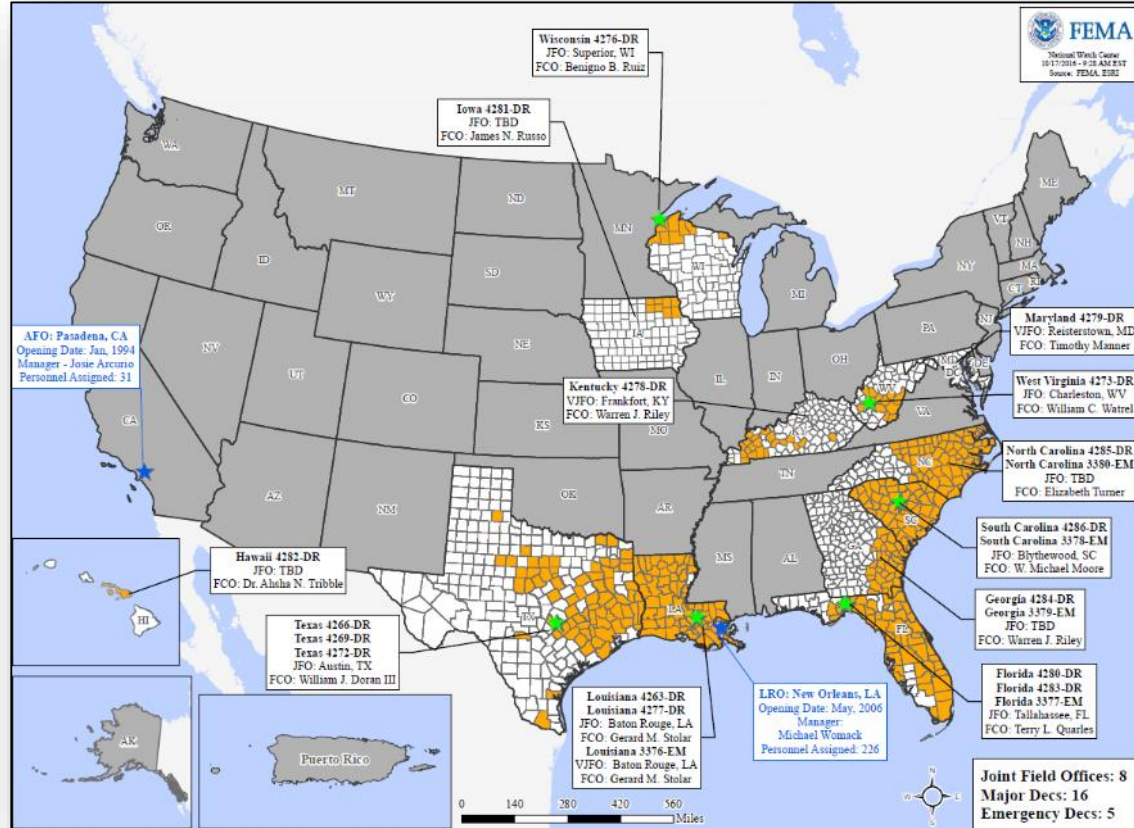 FEMA
National Watch Center
10/17/2016 - 9:28 AM EST
Source: FEMA, ESRI
Wisconsin 4276-DR
JFO: Superior, WI
FCO: Benigno B. Ruiz
Iowa 4281-DR
JFO: TBD
FCO: James N. Russo
WA
MT
ND
MN
ME
OR
ID
WY
SD
WI
MI
VT
NH
NY
MA
CT
RI
NV
UT
CO
NE
IA
IL
IN
OH
PA
NJ
MD
DE
DC
CA
AZ
NM
KS
OK
MO
AR
WV
VA
TN
NC
SC
MS
AL
GA
TX
LA
FL
AFO: Pasadena, CA
Opening Date: Jan, 1994
Manager - Josie Arcurio
Personnel Assigned: 31
Kentucky 4278-DR
VJFO: Frankfort, KY
FCO: Warren J. Riley
Maryland 4279-DR
VJFO: Reisterstown, MD
FCO: Timothy Manner
West Virginia 4273-DR
JFO: Charleston, WV
FCO: William C. Watrel
North Carolina 4285-DR
North Carolina 3380-EM
JFO: TBD
FCO: Elizabeth Turner
South Carolina 4286-DR
South Carolina 3378-EM
JFO: Blythewood, SC
FCO: W. Michael Moore
Georgia 4284-DR
Georgia 3379-EM
JFO: TBD
FCO: Warren J. Riley
Florida 4280-DR
Florida 4283-DR
Florida 3377-EM
JFO: Tallahassee, FL
FCO: Terry L. Quarles
Hawaii 4282-DR
JFO: TBD
FCO: Dr. Ahsha N. Tribble
HI
Texas 4266-DR
Texas 4269-DR
Texas 4272-DR
JFO: Austin, TX
FCO: William J. Doran III
Louisiana 4263-DR
Louisiana 4277-DR
JFO: Baton Rouge, LA
FCO: Gerard M. Stolar
Louisiana 3376-EM
VJFO: Baton Rouge, LA
FCO: Gerard M. Stolar
LRO: New Orleans, LA
Opening Date: May, 2006
Manager:
Michael Womack
Personnel Assigned: 226
AK
Puerto Rico
0 140 280 420 560
Miles
N
W E
S
Joint Field Offices: 8
Major Decs: 16
Emergency Decs: 5